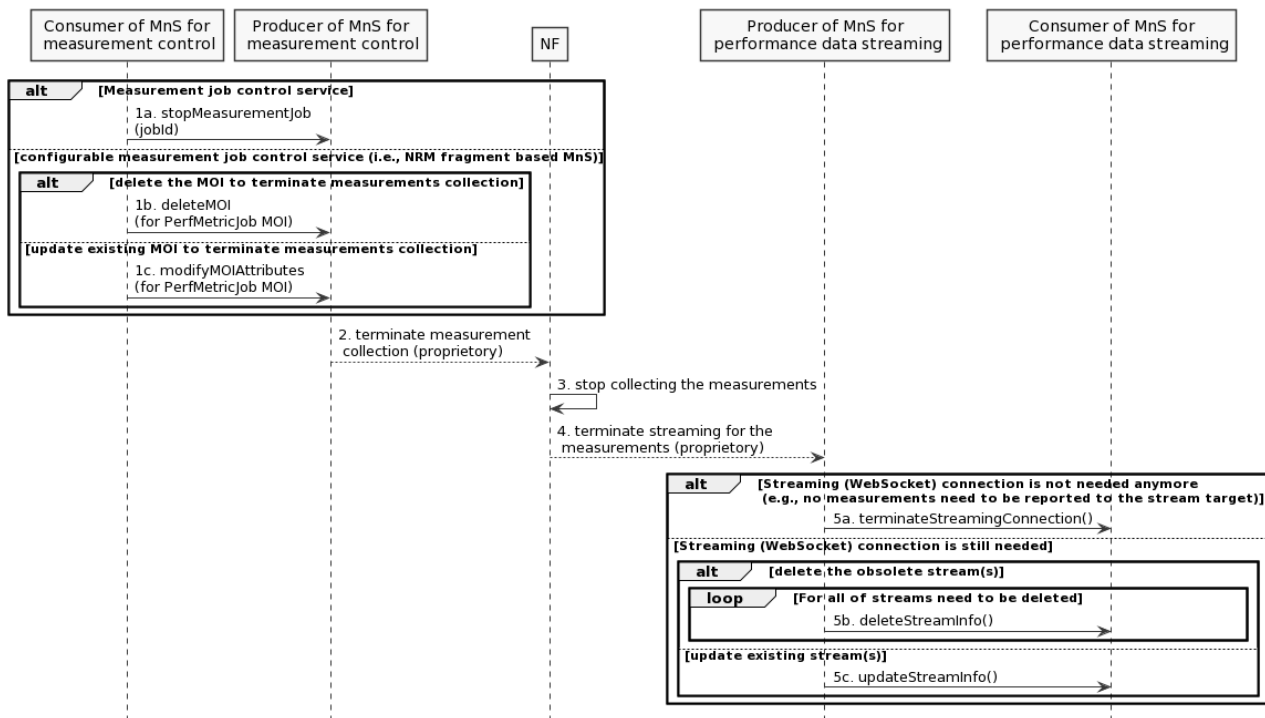 Consumer of MnS for
measurement control
Producer of MnS for
measurement control
NF
Producer of MnS for
performance data streaming
Consumer of MnS for
performance data streaming
alt [Measurement job control service]
1a. stopMeasurementJob
(jobId)
[configurable measurement job control service (i.e., NRM fragment based MnS)]
alt [delete the MOI to terminate measurements collection]
1b. deleteMOI
(for PerfMetricJob MOI)
[update existing MOI to terminate measurements collection]
1c. modifyMOIAttributes
(for PerfMetricJob MOI)
2. terminate measurement
collection (proprietory)
3. stop collecting the measurements
4. terminate streaming for the
measurements (proprietory)
alt [Streaming (WebSocket) connection is not needed anymore
(e.g., no measurements need to be reported to the stream target)]
5a. terminateStreamingConnection()
[Streaming (WebSocket) connection is still needed]
alt [delete the obsolete stream(s)]
loop [For all of streams need to be deleted]
5b. deleteStreamInfo()
[update existing stream(s)]
5c. updateStreamInfo()